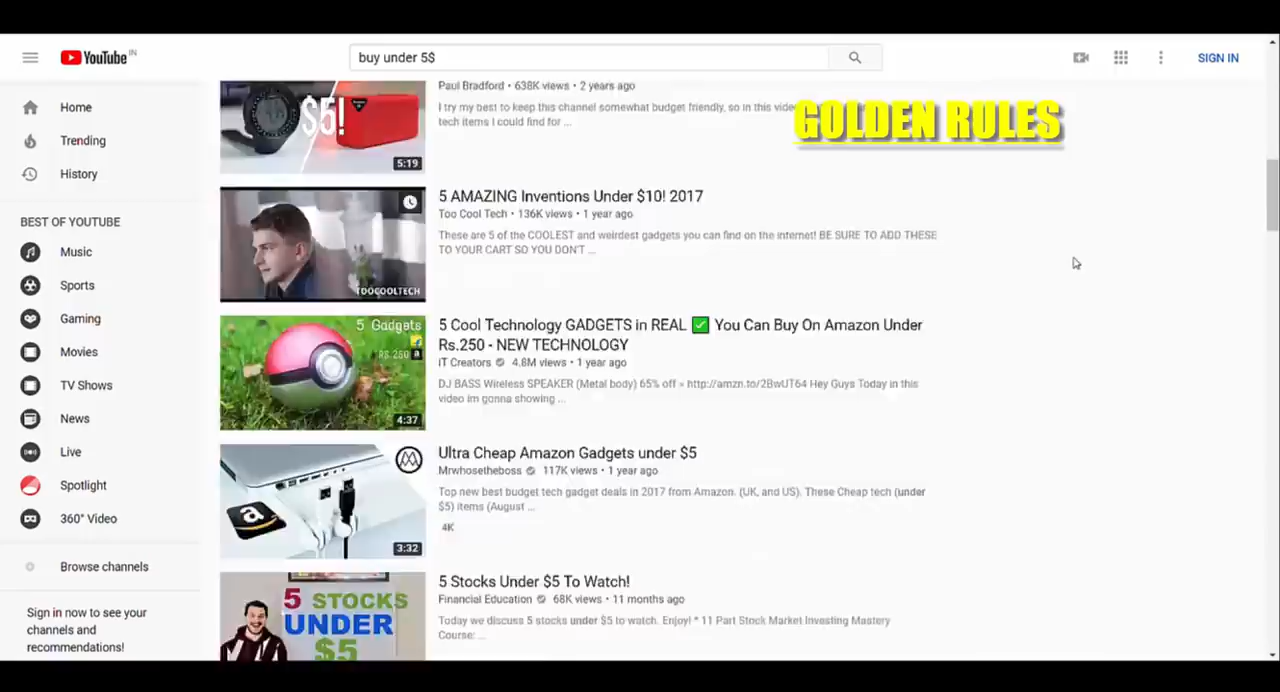 YouTube IN
buy under 5$
SIGN IN
Home
Trending
History
BEST OF YOUTUBE
Music
Sports
Gaming
Movies
TV Shows
News
Live
Spotlight
360° Video
Browse channels
Sign in now to see your
channels and
recommendations!
GOLDEN RULES
$5!
5:19
Paul Bradford • 638K views • 2 years ago
I try my best to keep this channel somewhat budget friendly, so in this
tech items I could find for ...
TOOCOOLTECH
5 AMAZING Inventions Under $10! 2017
Too Cool Tech • 136K views • 1 year ago
These are 5 of the COOLEST and weirdest gadgets you can find on the internet! BE SURE TO ADD THESE
TO YOUR CART SO YOU DON'T ...
5 Gadgets
RS.250 a
4:37
5 Cool Technology GADGETS in REAL ✅ You Can Buy On Amazon Under
Rs.250 - NEW TECHNOLOGY
iT Creators 4.8M views • 1 year ago
DJ BASS Wireless SPEAKER (Metal body) 65% off » http://amzn.to/2BwUT64 Hey Guys Today in this
video im gonna showing ...
a
3:32
Ultra Cheap Amazon Gadgets under $5
Mrwhosetheboss 117K views • 1 year ago
Top new best budget tech gadget deals in 2017 from Amazon. (UK, and US). These Cheap tech (under
$5) items (August ...
4K
5 STOCKS
UNDER
$5
5 Stocks Under $5 To Watch!
Financial Education 68K views • 11 months ago
Today we discuss 5 stocks under $5 to watch. Enjoy! * 11 Part Stock Market Investing Mastery
Course: ...